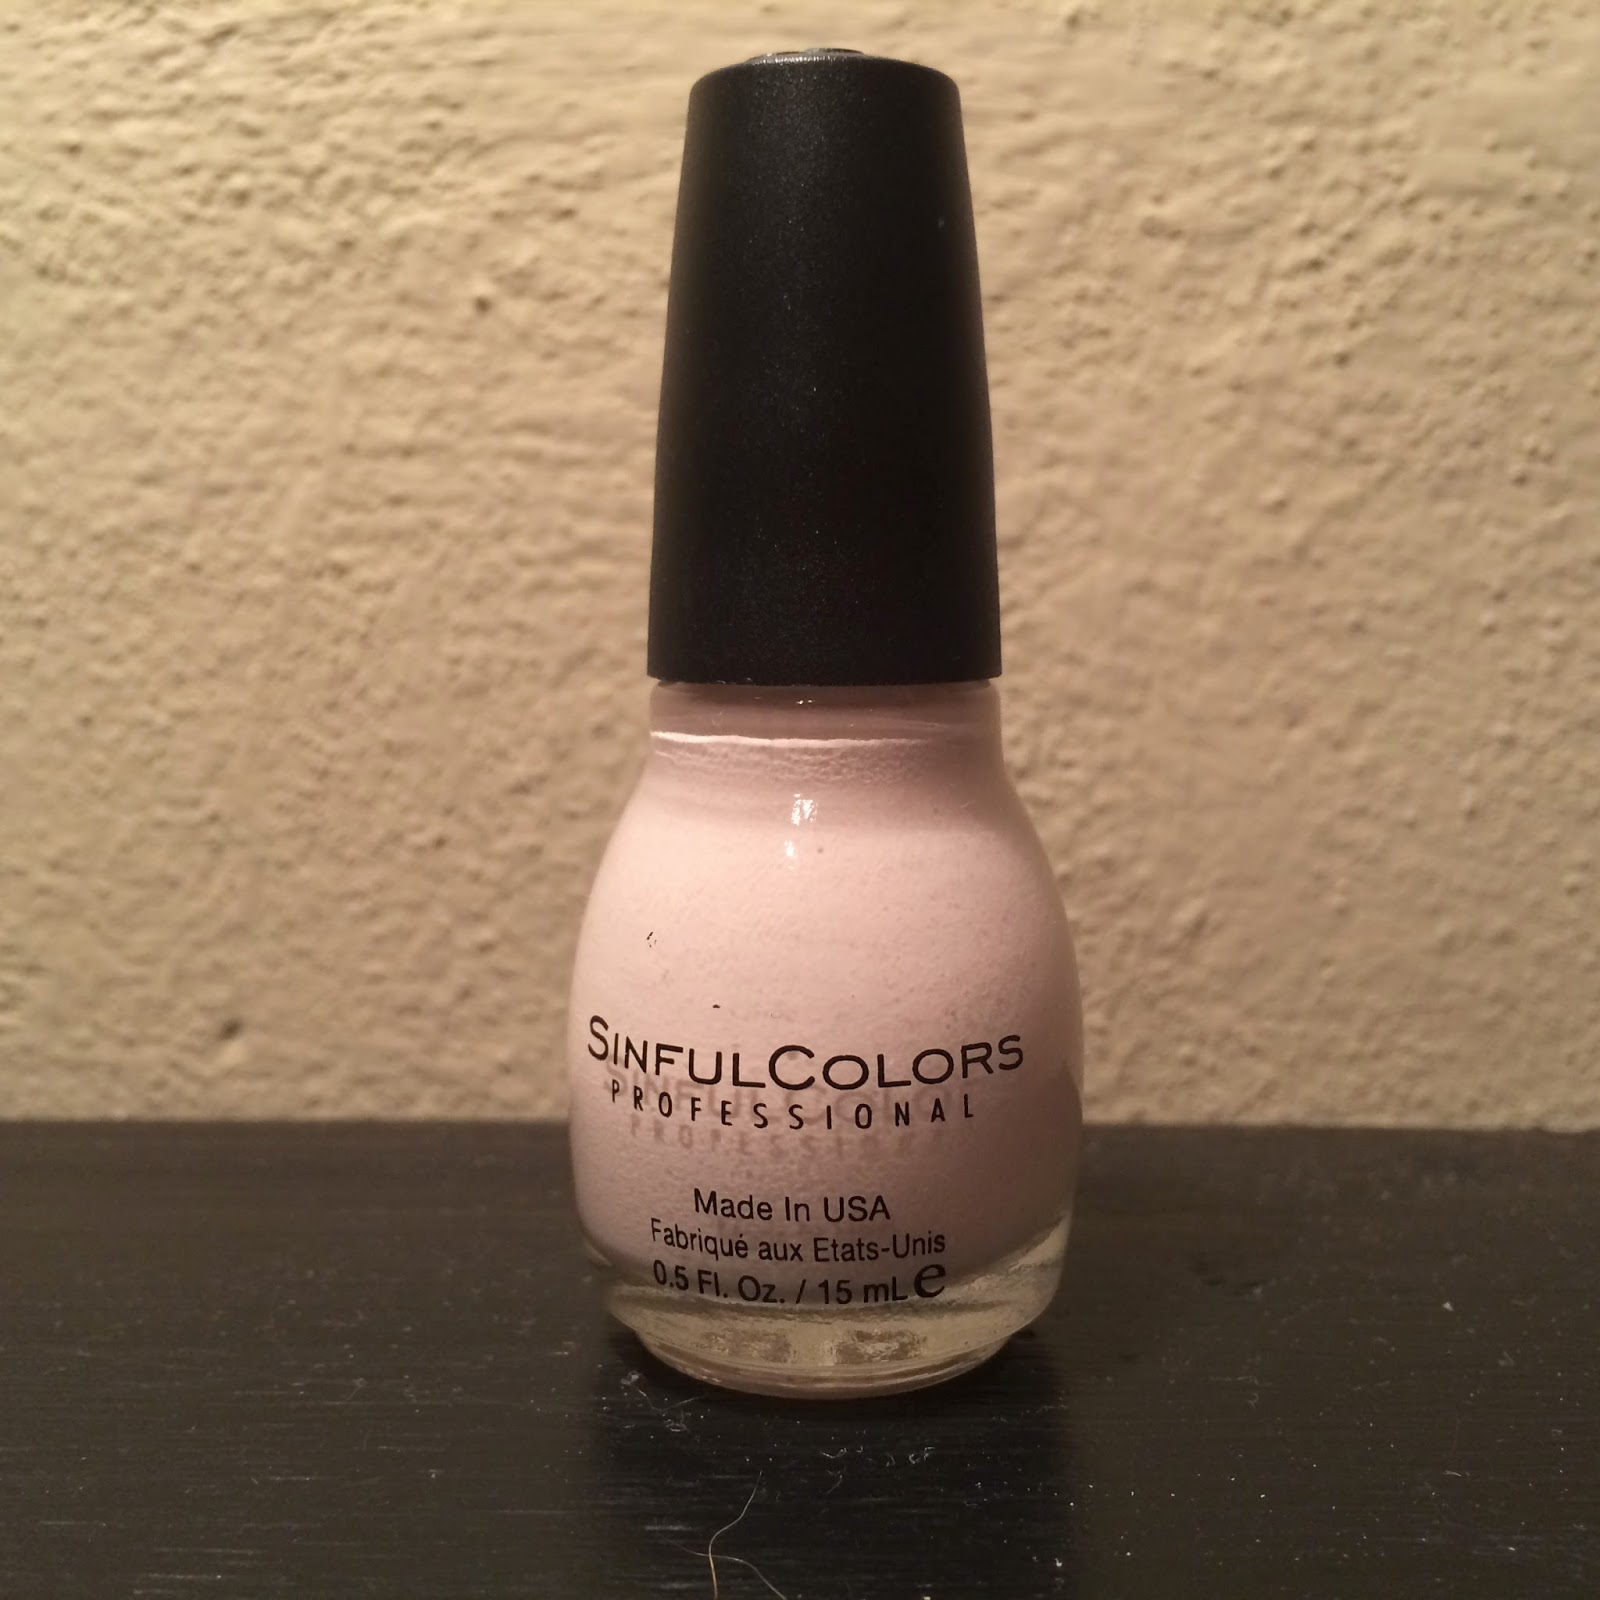 SINFULCOLORS
PROFESSIONAL
Made In USA
Fabriqué aux Etats-Unis
0.5 Fl. Oz. / 15 mL e